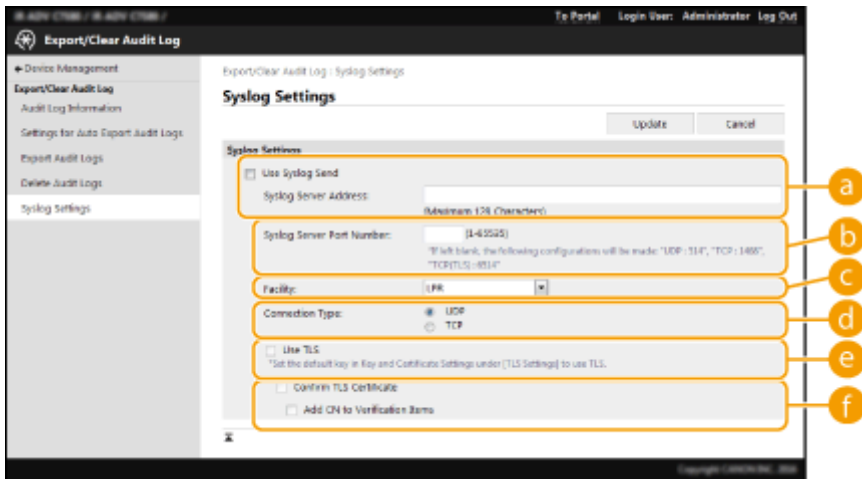 To Portal Login User: Administrator Log Out
Export/Clear Audit Log
Device Management
Export/Clear Audit Log : Syslog Settings
Export/Clear Audit Log
Syslog Settings
Audit Log Information
Update Cancel
Settings for Auto Export Audit Logs
Syslog Settings
Export Audit Logs
Use Syslog Send
a
Delete Audit Logs
Syslog Server Address:
Syslog Settings
(Maximum 128 Characters)
Syslog Server Port Number: (1-65535)
b
"If left blank, the following configurations will be made: "UDP : 514", "TCP : 1468",
"TCP(TLS) : 6514"
Facility: LPR
c
Connection Type: UDP
d
TCP
Use TLS
e
*Set the default key in Key and Certificate Settings under [TLS Settings] to use TLS.
Confirm TLS Certificate
f
Add CN to Verification Items
Copyright CANON INC. 2016